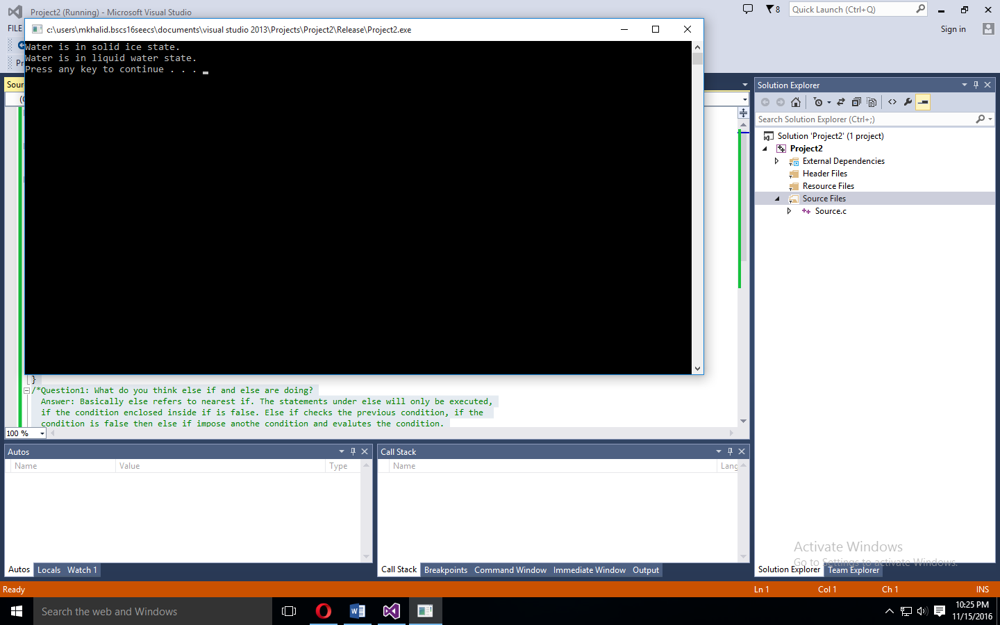 Project2 (Running) - Microsoft Visual Studio
8
Quick Launch (Ctrl+Q)
FILE
Sign in
c:\users\mkhalid.bscs16seecs\documents\visual studio 2013\Projects\Project2\Release\Project2.exe
Water is in solid ice state.
Water is in liquid water state.
Press any key to continue . . .
}
/*Question1: What do you think else if and else are doing?
Answer: Basically else refers to nearest if. The statements under else will only be executed,
if the condition enclosed inside if is false. Else if checks the previous condition, if the
condition is false then else if impose anothe condition and evalutes the condition.
100 %
Solution Explorer
Search Solution Explorer (Ctrl+;)
Solution 'Project2' (1 project)
Project2
External Dependencies
Header Files
Resource Files
Source Files
Source.c
Autos
Name Value Type
Autos Locals Watch 1
Call Stack
Name Lang
Call Stack Breakpoints Command Window Immediate Window Output
Activate Windows
Go to Settings to activate Windows.
Solution Explorer Team Explorer
Ready Ln 1 Col 1 Ch 1 INS
Search the web and Windows
10:25 PM
11/15/2016